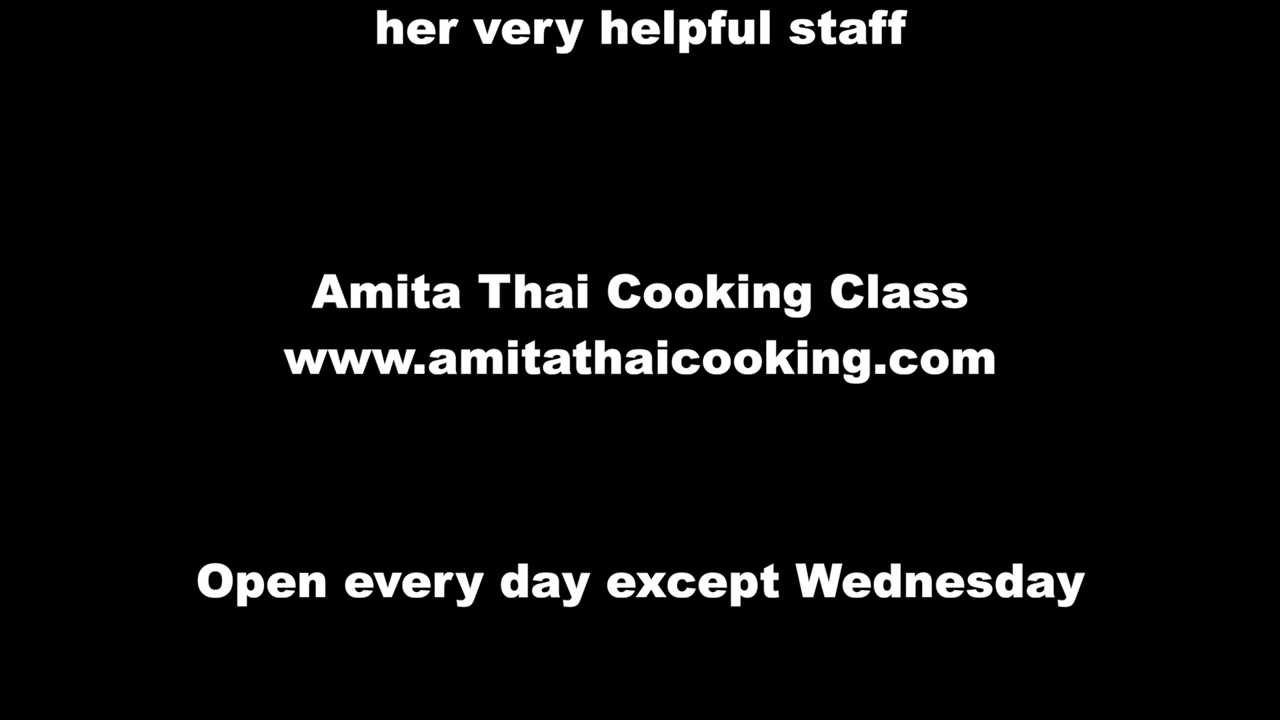 her very helpful staff
Amita Thai Cooking Class
www.amitathaicooking.com
Open every day except Wednesday